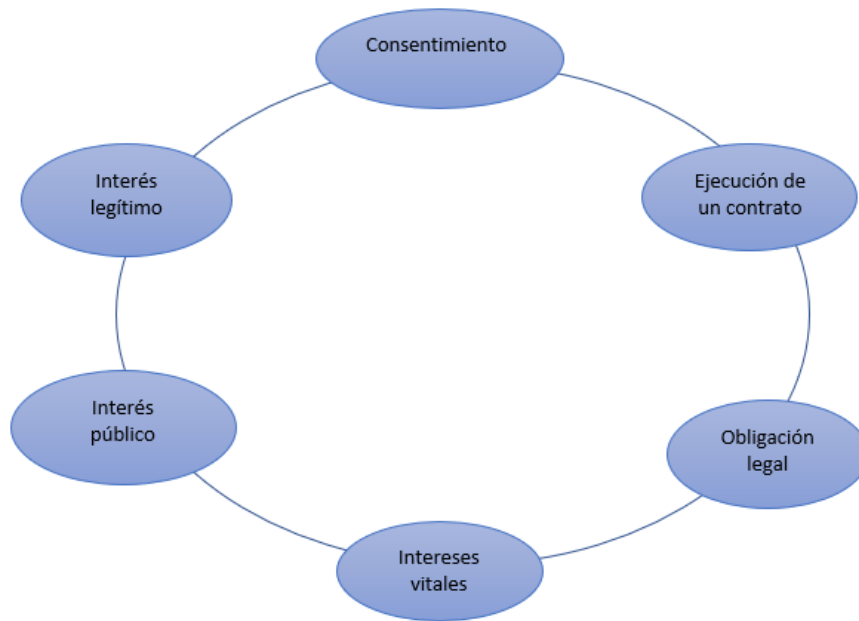 Consentimiento
Ejecución de
un contrato
Obligación
legal
Intereses
vitales
Interés
público
Interés
legítimo